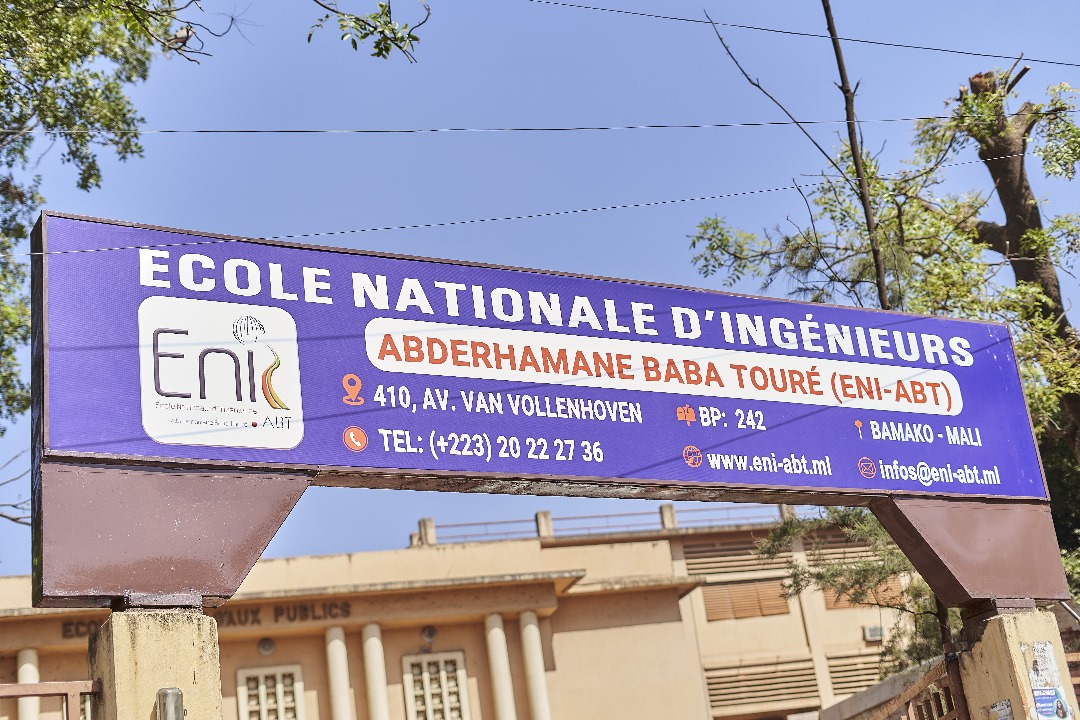 ECOLE NATIONALE D'INGÉNIEURS
ABDERHAMANE BABA TOURÉ (ENI-ABT)
410, AV. VAN VOLLENHOVEN
BP: 242
BAMAKO - MALI
TEL: (+223) 20 22 27 36
www.eni-abt.ml
infos@eni-abt.ml
Eni
ABT
PUBLICS